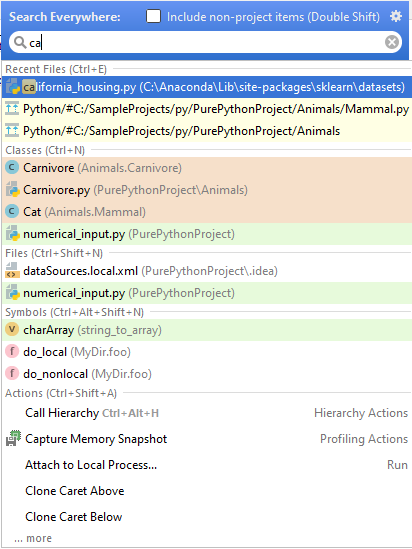 Search Everywhere: Include non-project items (Double Shift)
ca
Recent Files (Ctrl+E)
california_housing.py (C:\Anaconda\Lib\site-packages\sklearn\datasets)
Python/#C:/SampleProjects/py/PurePythonProject/Animals/Mammal.py
Python/#C:/SampleProjects/py/PurePythonProject/Animals
Classes (Ctrl+N)
C Carnivore (Animals.Carnivore)
Carnivore.py (PurePythonProject\Animals)
C Cat (Animals.Mammal)
numerical_input.py (PurePythonProject)
Files (Ctrl+Shift+N)
dataSources.local.xml (PurePythonProject\.idea)
numerical_input.py (PurePythonProject)
Symbols (Ctrl+Alt+Shift+N)
V charArray (string_to_array)
f do_local (MyDir.foo)
f do_nonlocal (MyDir.foo)
Actions (Ctrl+Shift+A)
Call Hierarchy Ctrl+Alt+H Hierarchy Actions
Capture Memory Snapshot Profiling Actions
Attach to Local Process... Run
Clone Caret Above
Clone Caret Below
... more